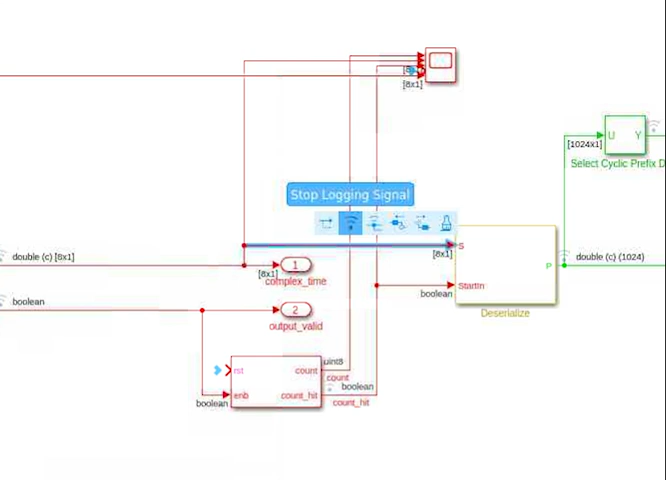 [8x1]
[1024x1]
U
Y
Select Cyclic Prefix D
Stop Logging Signal
double (c) [8x1]
[8x1]
1
complex_time
S
[8x1]
P
double (c) (1024)
StartIn
boolean
Deserialize
boolean
2
output_valid
rst
enb
boolean
count
count_hit
uint8
count
boolean
count_hit